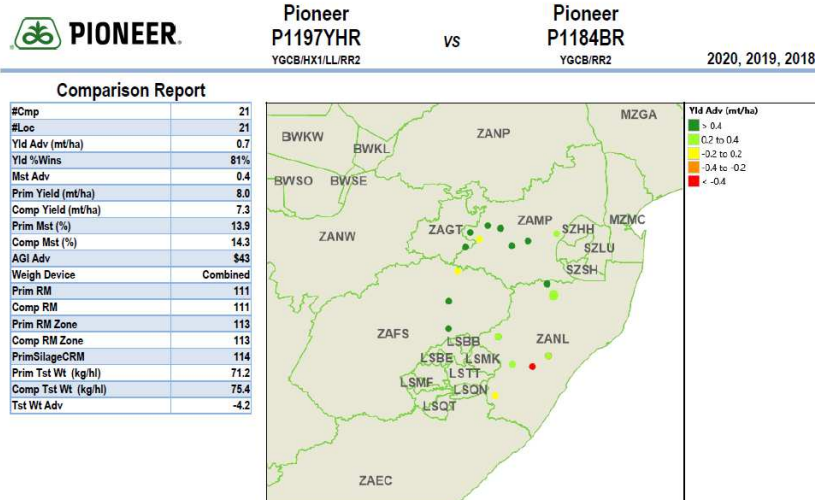 PIONEER.
Pioneer
P1197YHR
YGCB/HX1/LL/RR2
VS
Pioneer
P1184BR
YGCB/RR2
2020, 2019, 2018
Comparison Report
#Cmp 21
#Loc 21
Yld Adv (mt/ha) 0.7
Yld %Wins 81%
Mst Adv 0.4
Prim Yield (mt/ha) 8.0
Comp Yield (mt/ha) 7.3
Prim Mst (%) 13.9
Comp Mst (%) 14.3
AGI Adv $43
Weigh Device Combined
Prim RM 111
Comp RM 111
Prim RM Zone 113
Comp RM Zone 113
PrimSilageCRM 114
Prim Tst Wt (kg/hl) 71.2
Comp Tst Wt (kg/hl) 75.4
Tst Wt Adv -4.2
MZGA
BWKW
ZANP
BWKL
BWSO BWSE
MZMC
ZANW
ZAGT
ZAMP
SZHH
SZLU
SZSH
ZAFS
ZANL
LSBB
LSBE LSMK
LSTT
LSMF
LSQN
LSQT
ZAEC
Yld Adv (mt/ha)
> 0.4
0.2 to 0.4
-0.2 to 0.2
-0.4 to -0.2
< -0.4